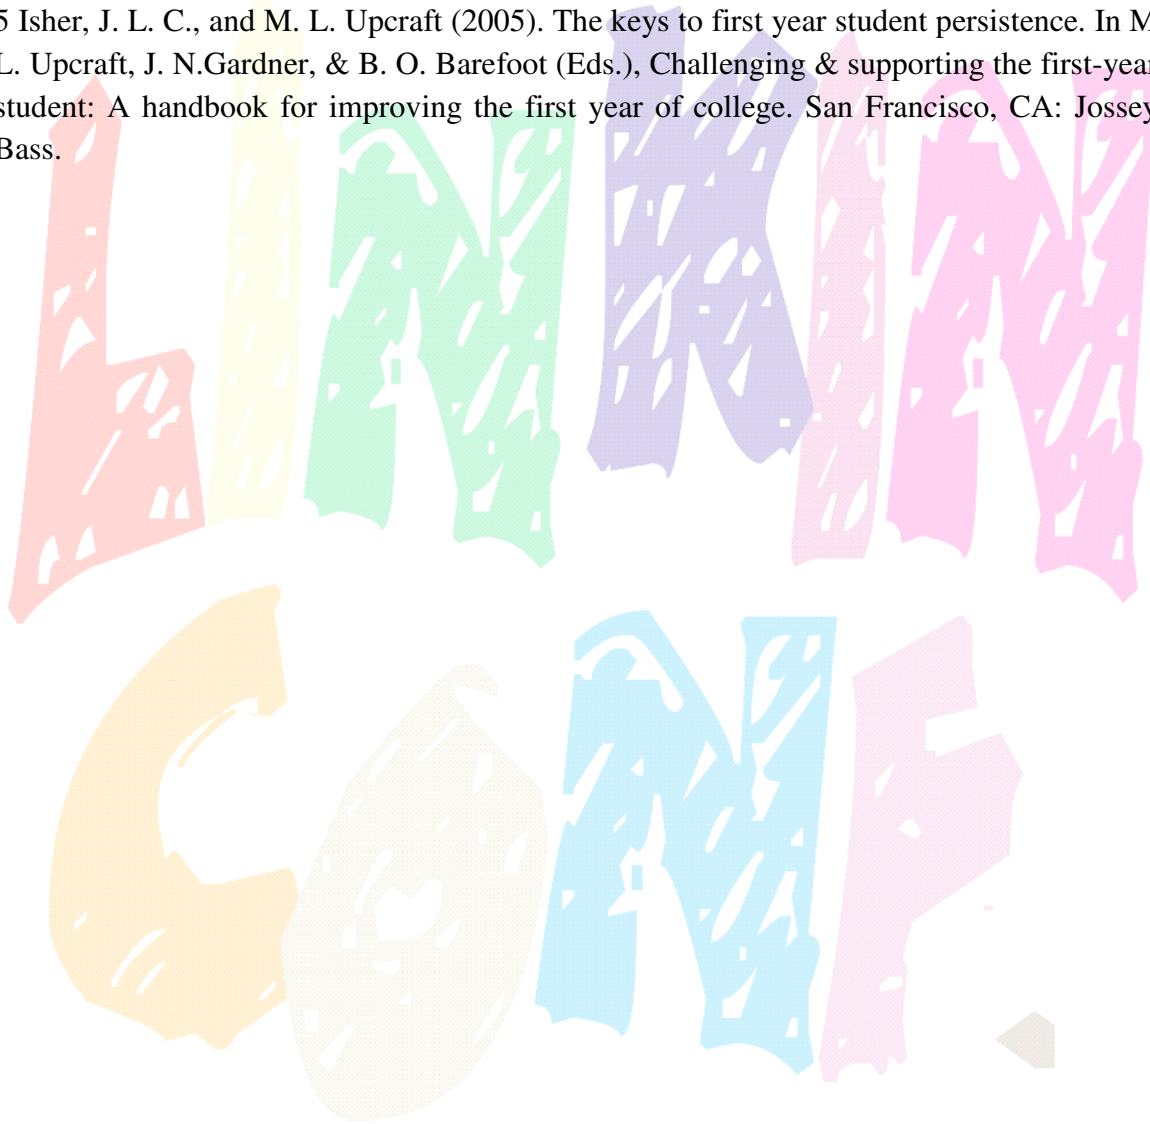 5 Isher, J. L. C., and M. L. Upcraft (2005). The keys to first year student persistence. In M
L. Upcraft, J. N.Gardner, & B. O. Barefoot (Eds.), Challenging & supporting the first-year
student: A handbook for improving the first year of college. San Francisco, CA: Jossey
Bass.
LINKIN
CONF.